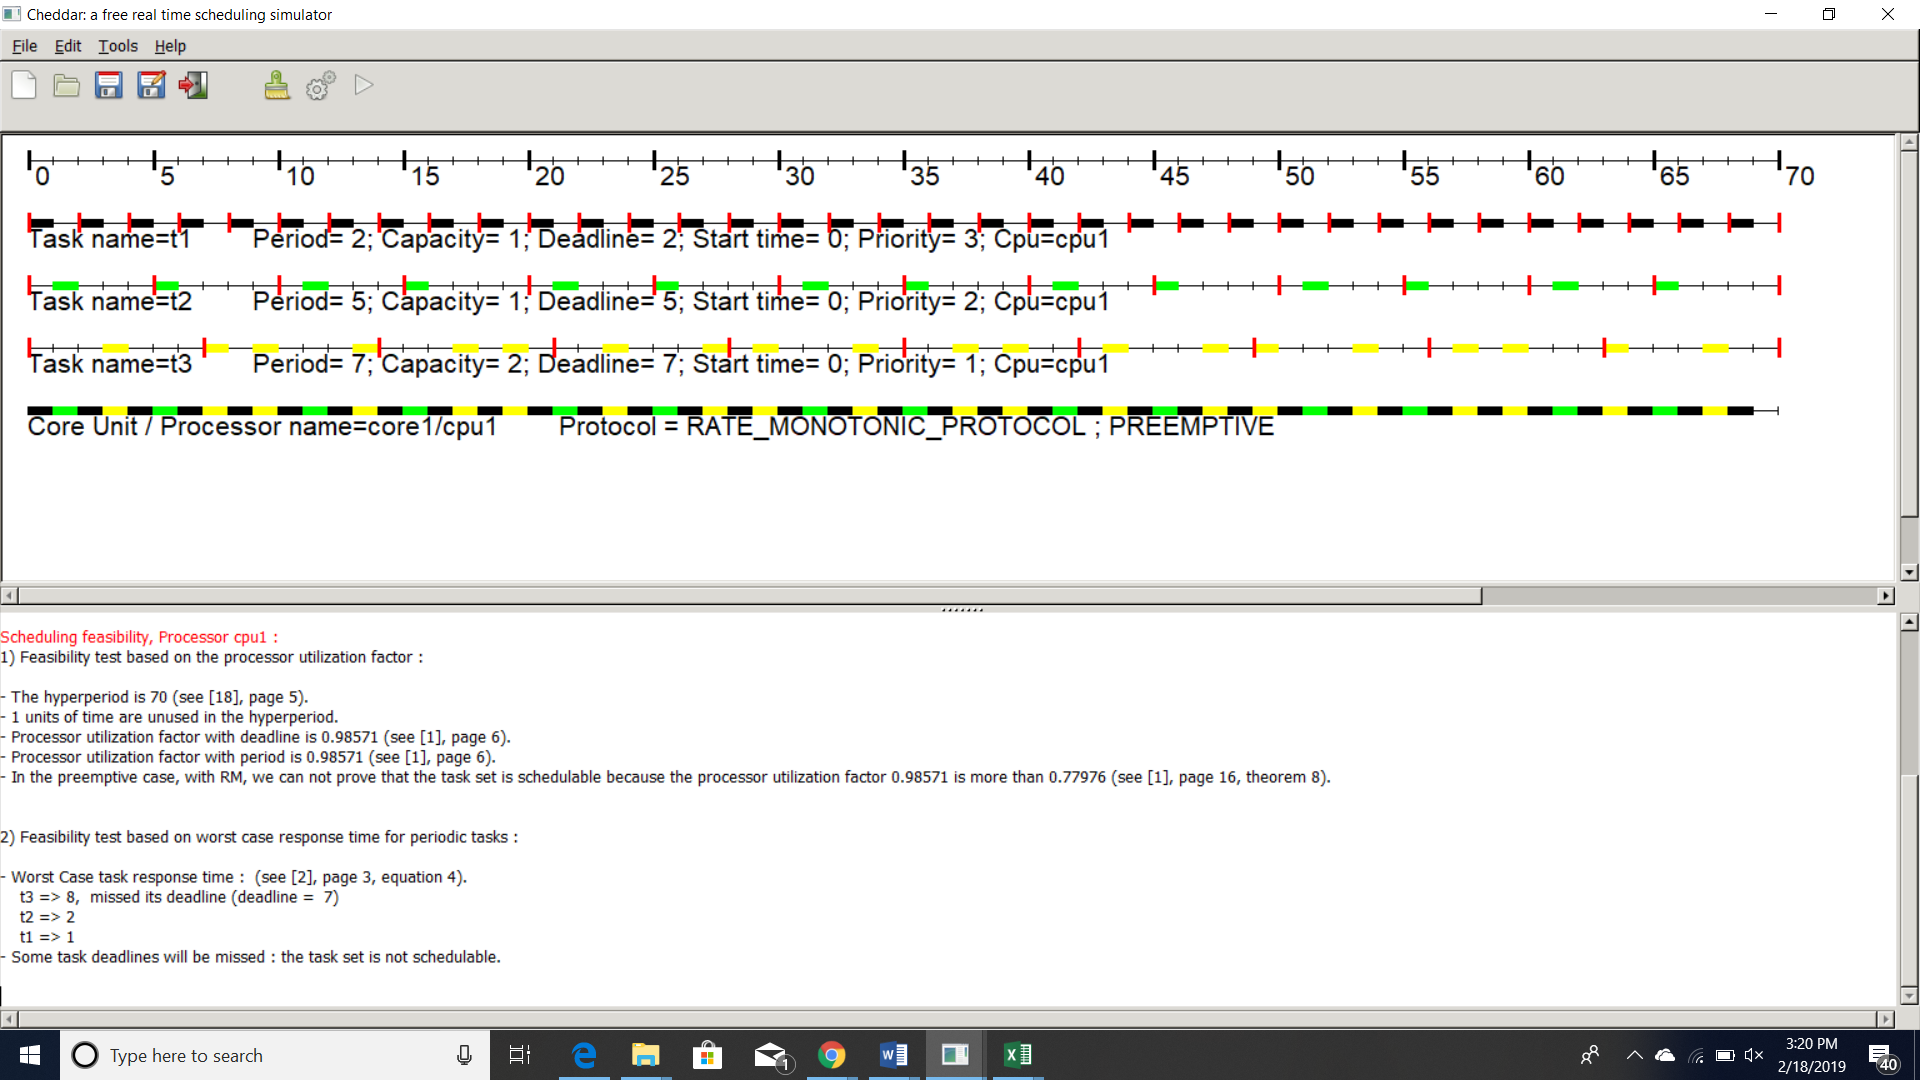 Cheddar: a free real time scheduling simulator
File Edit Tools Help
0 5 10 15 20 25 30 35 40 45 50 55 60 65 70
Task name=t1 Period= 2; Capacity= 1; Deadline= 2; Start time= 0; Priority= 3; Cpu=cpu1
Task name=t2 Period= 5; Capacity= 1; Deadline= 5; Start time= 0; Priority= 2; Cpu=cpu1
Task name=t3 Period= 7; Capacity= 2; Deadline= 7; Start time= 0; Priority= 1; Cpu=cpu1
Core Unit / Processor name=core1/cpu1 Protocol = RATE_MONOTONIC_PROTOCOL ; PREEMPTIVE
Scheduling feasibility, Processor cpu1 :
1) Feasibility test based on the processor utilization factor :
- The hyperperiod is 70 (see [18], page 5).
- 1 units of time are unused in the hyperperiod.
- Processor utilization factor with deadline is 0.98571 (see [1], page 6).
- Processor utilization factor with period is 0.98571 (see [1], page 6).
- In the preemptive case, with RM, we can not prove that the task set is schedulable because the processor utilization factor 0.98571 is more than 0.77976 (see [1], page 16, theorem 8).
2) Feasibility test based on worst case response time for periodic tasks :
- Worst Case task response time : (see [2], page 3, equation 4).
t3 => 8, missed its deadline (deadline = 7)
t2 => 2
t1 => 1
- Some task deadlines will be missed : the task set is not schedulable.
Type here to search
1
3:20 PM
2/18/2019
40